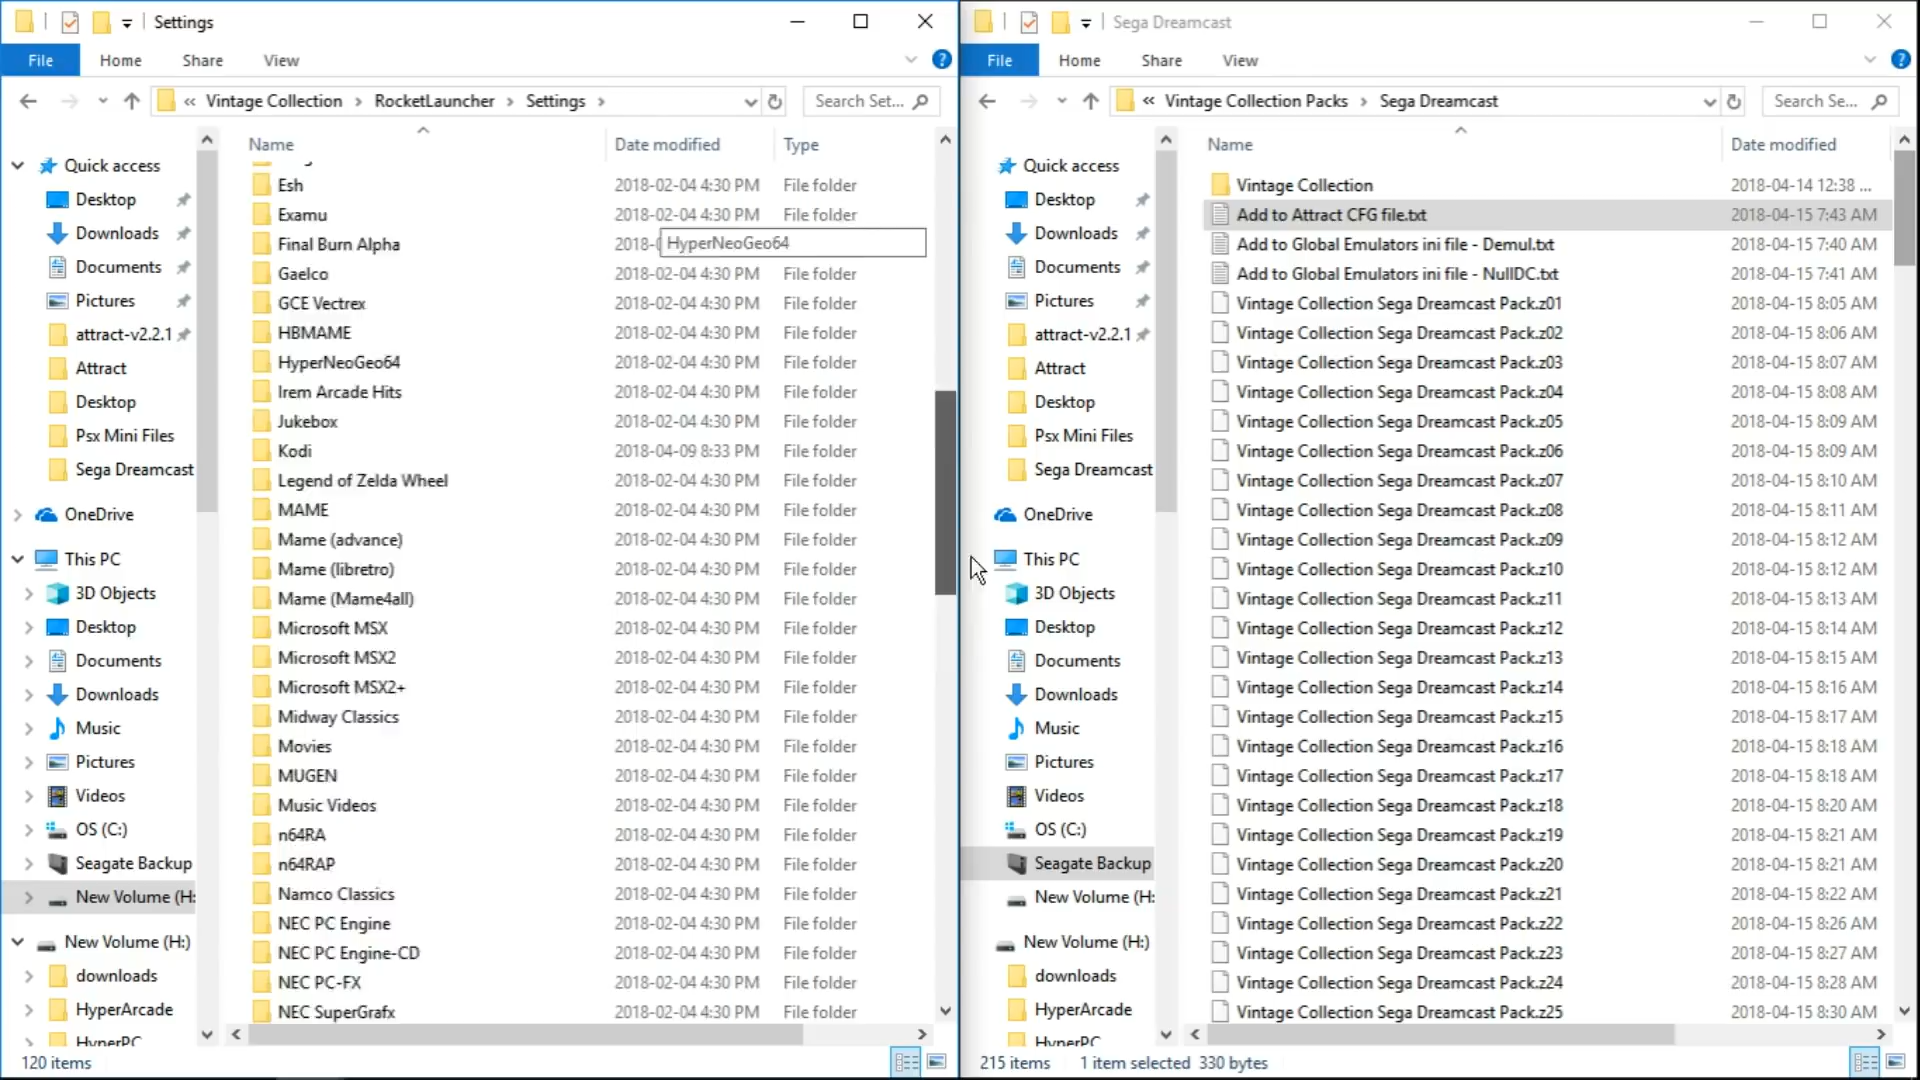 Settings
File Home Share View
« Vintage Collection > RocketLauncher > Settings >
Search Set...
Name Date modified Type
Quick access
Desktop
Downloads
Documents
Pictures
attract-v2.2.1
Attract
Desktop
Psx Mini Files
Sega Dreamcast
OneDrive
This PC
3D Objects
Desktop
Documents
Downloads
Music
Pictures
Videos
OS (C:)
Seagate Backup
New Volume (H:
New Volume (H:)
downloads
HyperArcade
HyperPC
Esh 2018-02-04 4:30 PM File folder
Examu 2018-02-04 4:30 PM File folder
Final Burn Alpha 2018-0 HyperNeoGeo64
Gaelco 2018-02-04 4:30 PM File folder
GCE Vectrex 2018-02-04 4:30 PM File folder
HBMAME 2018-02-04 4:30 PM File folder
HyperNeoGeo64 2018-02-04 4:30 PM File folder
Irem Arcade Hits 2018-02-04 4:30 PM File folder
Jukebox 2018-02-04 4:30 PM File folder
Kodi 2018-04-09 8:33 PM File folder
Legend of Zelda Wheel 2018-02-04 4:30 PM File folder
MAME 2018-02-04 4:30 PM File folder
Mame (advance) 2018-02-04 4:30 PM File folder
Mame (libretro) 2018-02-04 4:30 PM File folder
Mame (Mame4all) 2018-02-04 4:30 PM File folder
Microsoft MSX 2018-02-04 4:30 PM File folder
Microsoft MSX2 2018-02-04 4:30 PM File folder
Microsoft MSX2+ 2018-02-04 4:30 PM File folder
Midway Classics 2018-02-04 4:30 PM File folder
Movies 2018-02-04 4:30 PM File folder
MUGEN 2018-02-04 4:30 PM File folder
Music Videos 2018-02-04 4:30 PM File folder
n64RA 2018-02-04 4:30 PM File folder
n64RAP 2018-02-04 4:30 PM File folder
Namco Classics 2018-02-04 4:30 PM File folder
NEC PC Engine 2018-02-04 4:30 PM File folder
NEC PC Engine-CD 2018-02-04 4:30 PM File folder
NEC PC-FX 2018-02-04 4:30 PM File folder
NEC SuperGrafx 2018-02-04 4:30 PM File folder
120 items
Sega Dreamcast
File Home Share View
« Vintage Collection Packs > Sega Dreamcast
Search Se...
Name Date modified
Quick access
Desktop
Downloads
Documents
Pictures
attract-v2.2.1
Attract
Desktop
Psx Mini Files
Sega Dreamcast
OneDrive
This PC
3D Objects
Desktop
Documents
Downloads
Music
Pictures
Videos
OS (C:)
Seagate Backup
New Volume (H:
New Volume (H:)
downloads
HyperArcade
HyperPC
Vintage Collection 2018-04-14 12:38 ...
Add to Attract CFG file.txt 2018-04-15 7:43 AM
Add to Global Emulators ini file - Demul.txt 2018-04-15 7:40 AM
Add to Global Emulators ini file - NullDC.txt 2018-04-15 7:41 AM
Vintage Collection Sega Dreamcast Pack.z01 2018-04-15 8:05 AM
Vintage Collection Sega Dreamcast Pack.z02 2018-04-15 8:06 AM
Vintage Collection Sega Dreamcast Pack.z03 2018-04-15 8:07 AM
Vintage Collection Sega Dreamcast Pack.z04 2018-04-15 8:08 AM
Vintage Collection Sega Dreamcast Pack.z05 2018-04-15 8:09 AM
Vintage Collection Sega Dreamcast Pack.z06 2018-04-15 8:09 AM
Vintage Collection Sega Dreamcast Pack.z07 2018-04-15 8:10 AM
Vintage Collection Sega Dreamcast Pack.z08 2018-04-15 8:11 AM
Vintage Collection Sega Dreamcast Pack.z09 2018-04-15 8:12 AM
Vintage Collection Sega Dreamcast Pack.z10 2018-04-15 8:12 AM
Vintage Collection Sega Dreamcast Pack.z11 2018-04-15 8:13 AM
Vintage Collection Sega Dreamcast Pack.z12 2018-04-15 8:14 AM
Vintage Collection Sega Dreamcast Pack.z13 2018-04-15 8:15 AM
Vintage Collection Sega Dreamcast Pack.z14 2018-04-15 8:16 AM
Vintage Collection Sega Dreamcast Pack.z15 2018-04-15 8:17 AM
Vintage Collection Sega Dreamcast Pack.z16 2018-04-15 8:18 AM
Vintage Collection Sega Dreamcast Pack.z17 2018-04-15 8:18 AM
Vintage Collection Sega Dreamcast Pack.z18 2018-04-15 8:20 AM
Vintage Collection Sega Dreamcast Pack.z19 2018-04-15 8:21 AM
Vintage Collection Sega Dreamcast Pack.z20 2018-04-15 8:21 AM
Vintage Collection Sega Dreamcast Pack.z21 2018-04-15 8:22 AM
Vintage Collection Sega Dreamcast Pack.z22 2018-04-15 8:26 AM
Vintage Collection Sega Dreamcast Pack.z23 2018-04-15 8:27 AM
Vintage Collection Sega Dreamcast Pack.z24 2018-04-15 8:28 AM
Vintage Collection Sega Dreamcast Pack.z25 2018-04-15 8:30 AM
215 items 1 item selected 330 bytes